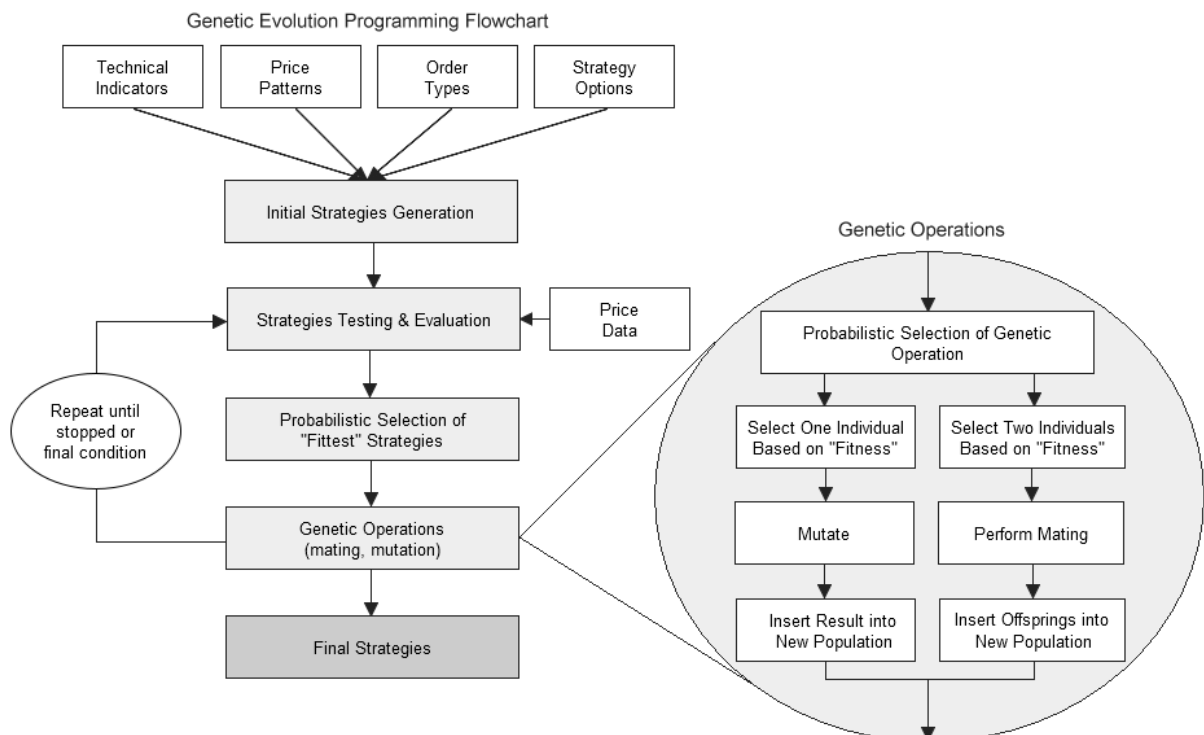 Genetic Evolution Programming Flowchart
Technical
Indicators
Price
Patterns
Order
Types
Strategy
Options
Initial Strategies Generation
Strategies Testing & Evaluation
Price
Data
Repeat until
stopped or
final condition
Probabilistic Selection of
"Fittest" Strategies
Genetic Operations
(mating, mutation)
Final Strategies
Genetic Operations
Probabilistic Selection of Genetic
Operation
Select One Individual
Based on "Fitness"
Select Two Individuals
Based on "Fitness"
Mutate
Perform Mating
Insert Result into
New Population
Insert Offsprings into
New Population